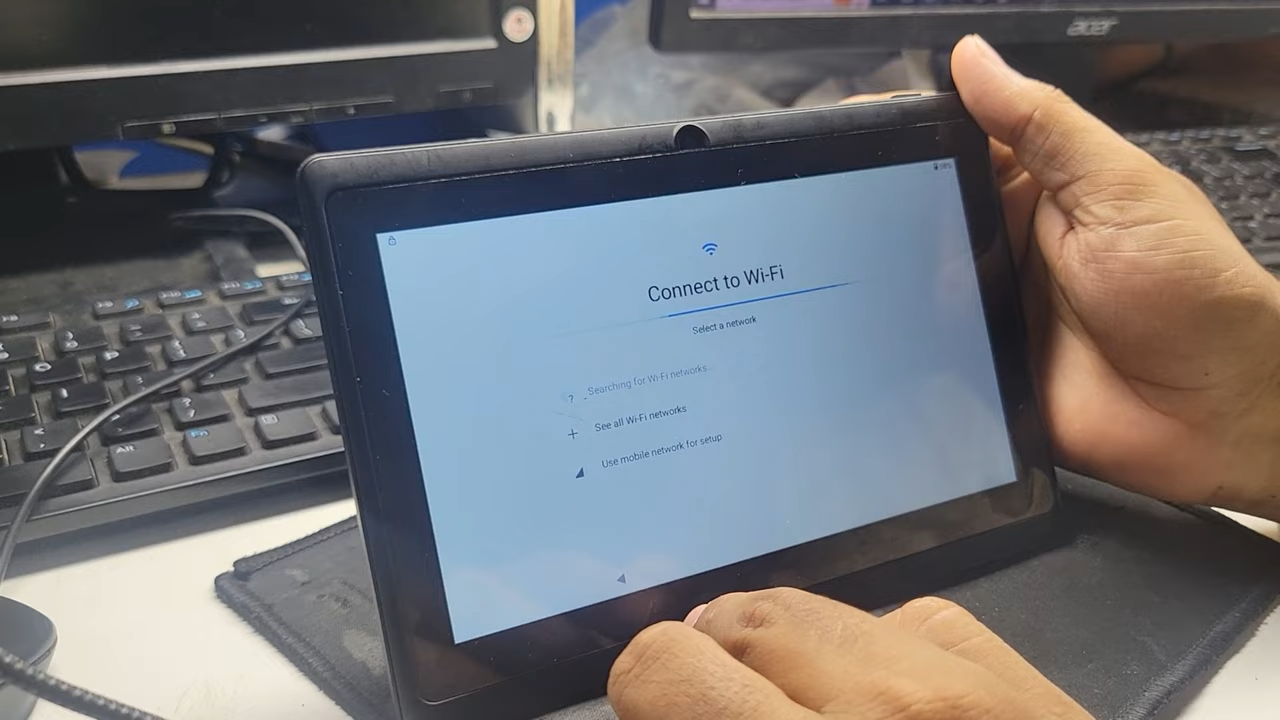 acer
Connect to Wi-Fi
Select a network
Searching for Wi-Fi networks...
See all Wi-Fi networks
Use mobile network for setup
Alt